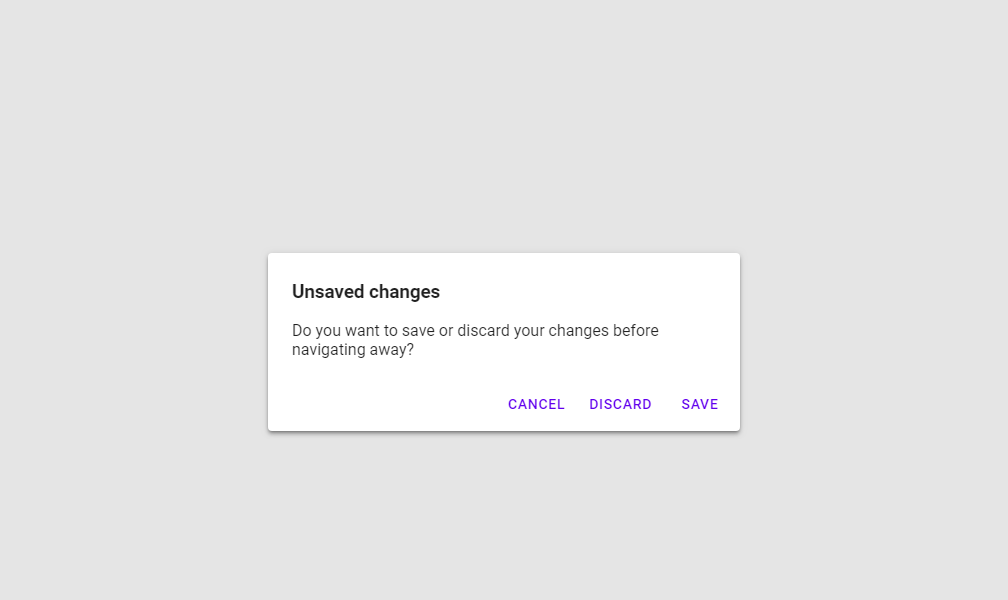 Unsaved changes
Do you want to save or discard your changes before
navigating away?
CANCEL DISCARD SAVE